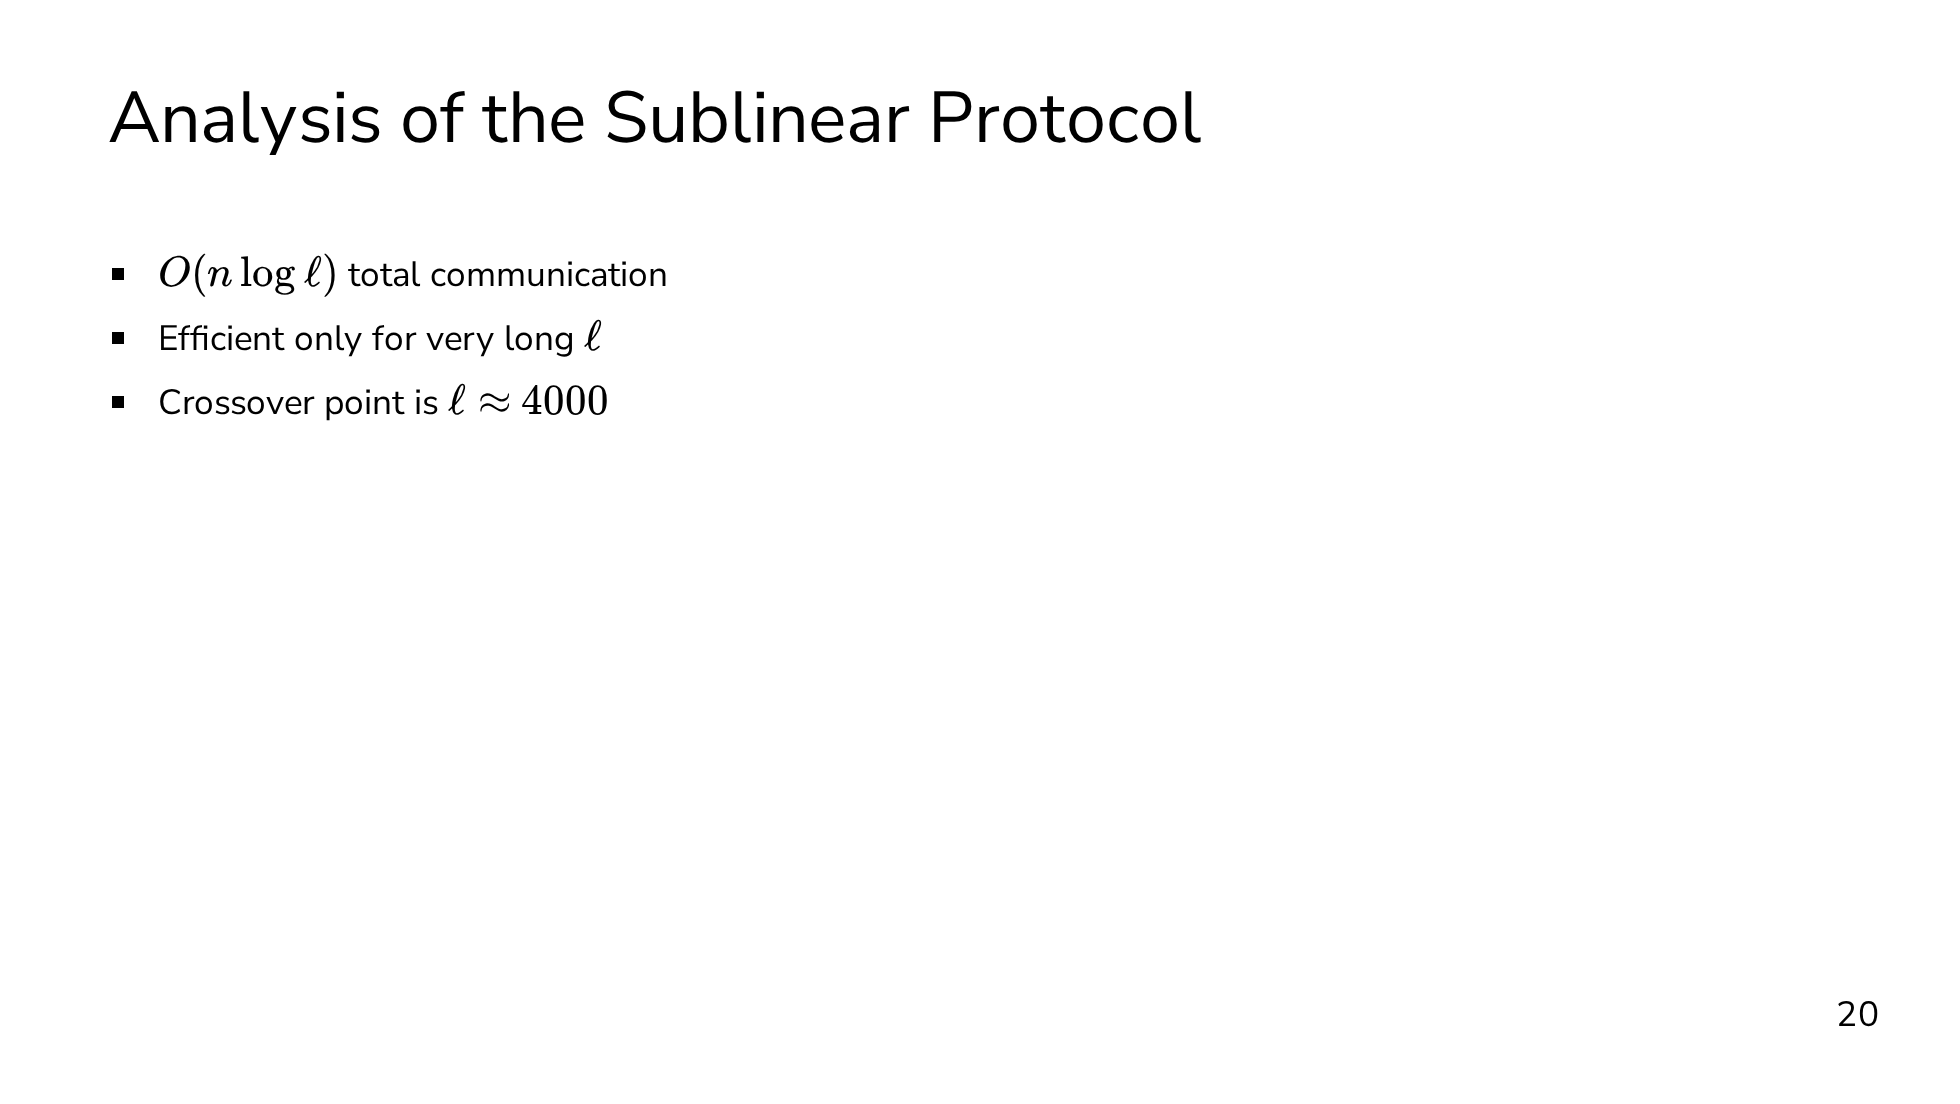 Analysis of the Sublinear Protocol
▪ O(n log ℓ) total communication
▪ Efficient only for very long ℓ
▪ Crossover point is ℓ ≈ 4000
20